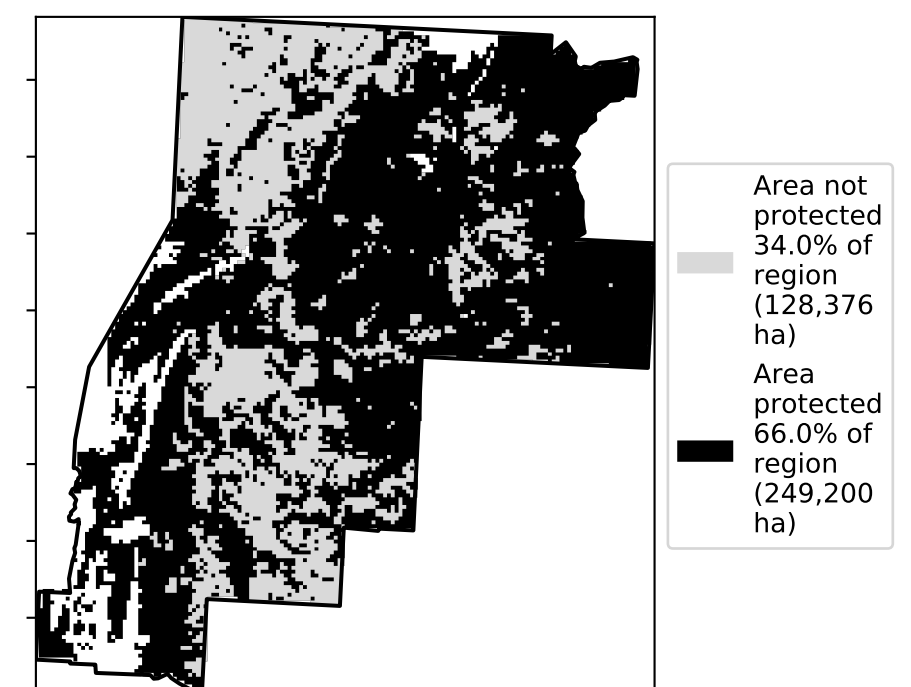 Area not
protected
34.0% of
region
(128,376
ha)
Area
protected
66.0% of
region
(249,200
ha)